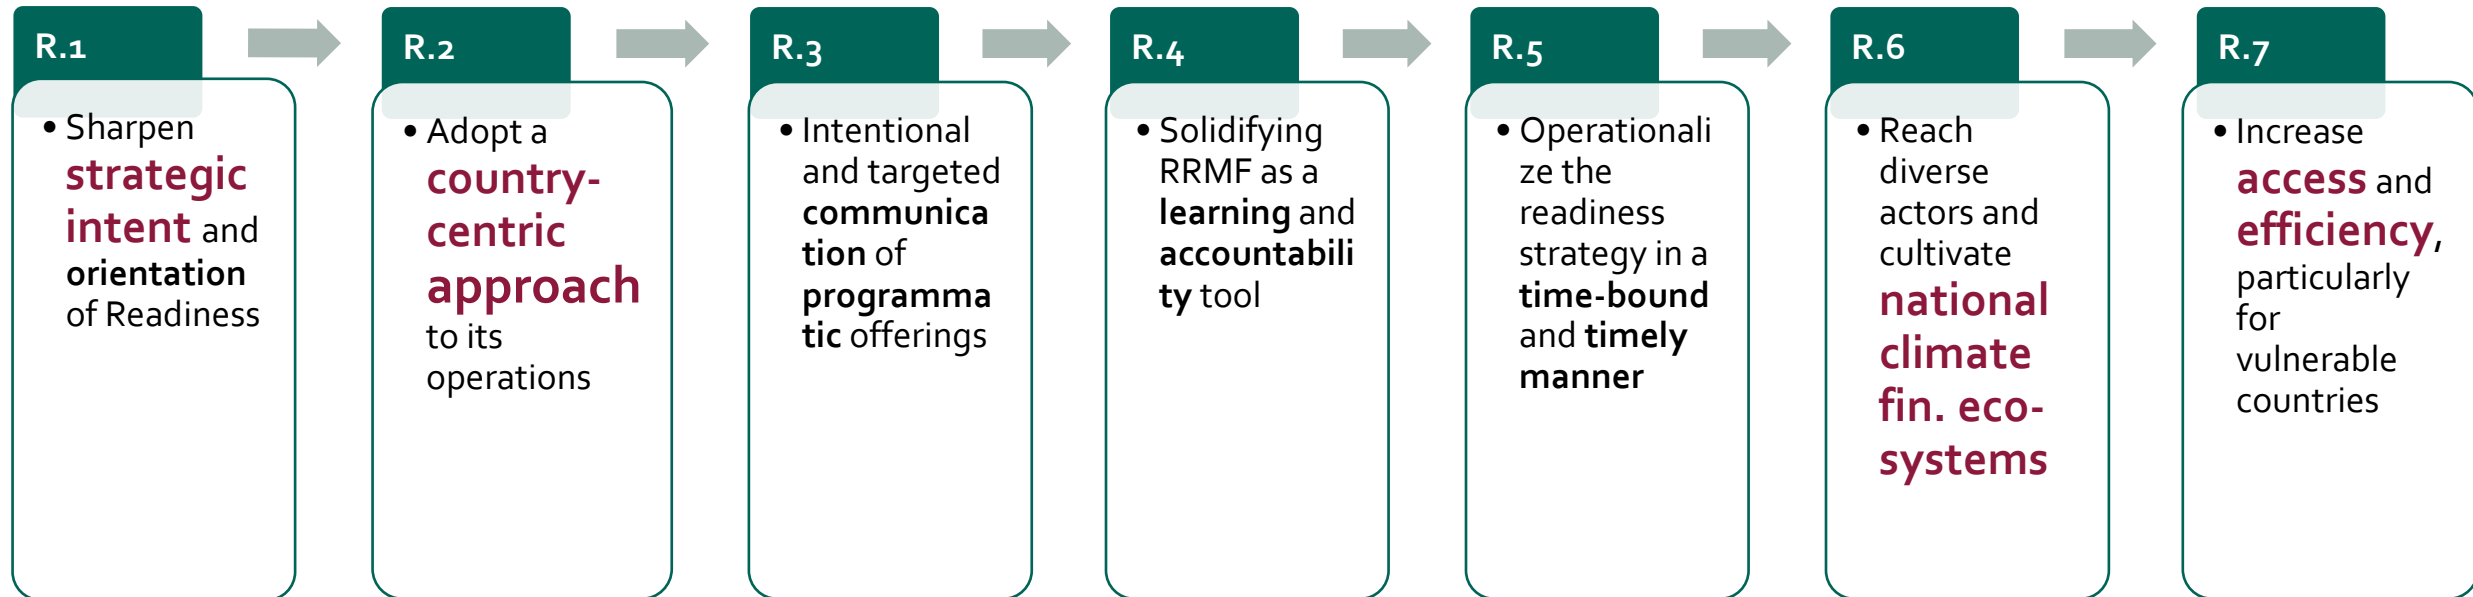 R.1
• Sharpen
strategic
intent and
orientation
of Readiness
R.2
• Adopt a
country-
centric
approach
to its
operations
R.3
• Intentional
and targeted
communica
tion of
programma
tic offerings
R.4
• Solidifying
RRMF as a
learning and
accountabili
ty tool
R.5
• Operationali
ze the
readiness
strategy in a
time-bound
and timely
manner
R.6
• Reach
diverse
actors and
cultivate
national
climate
fin. eco-
systems
R.7
• Increase
access and
efficiency,
particularly
for
vulnerable
countries